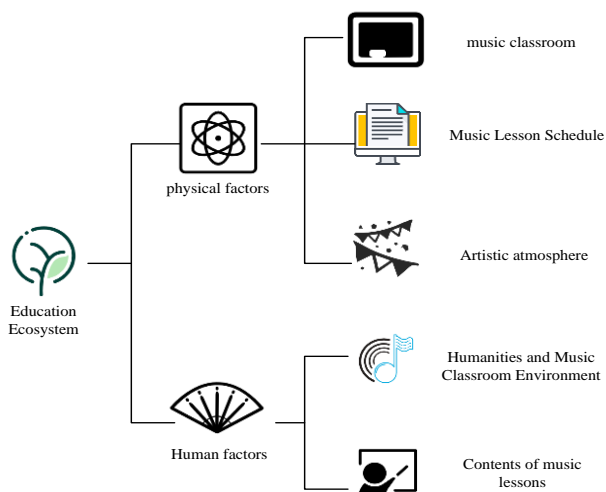 music classroom
Music Lesson Schedule
physical factors
Artistic atmosphere
Education
Ecosystem
Humanities and Music
Classroom Environment
Human factors
Contents of music
lessons